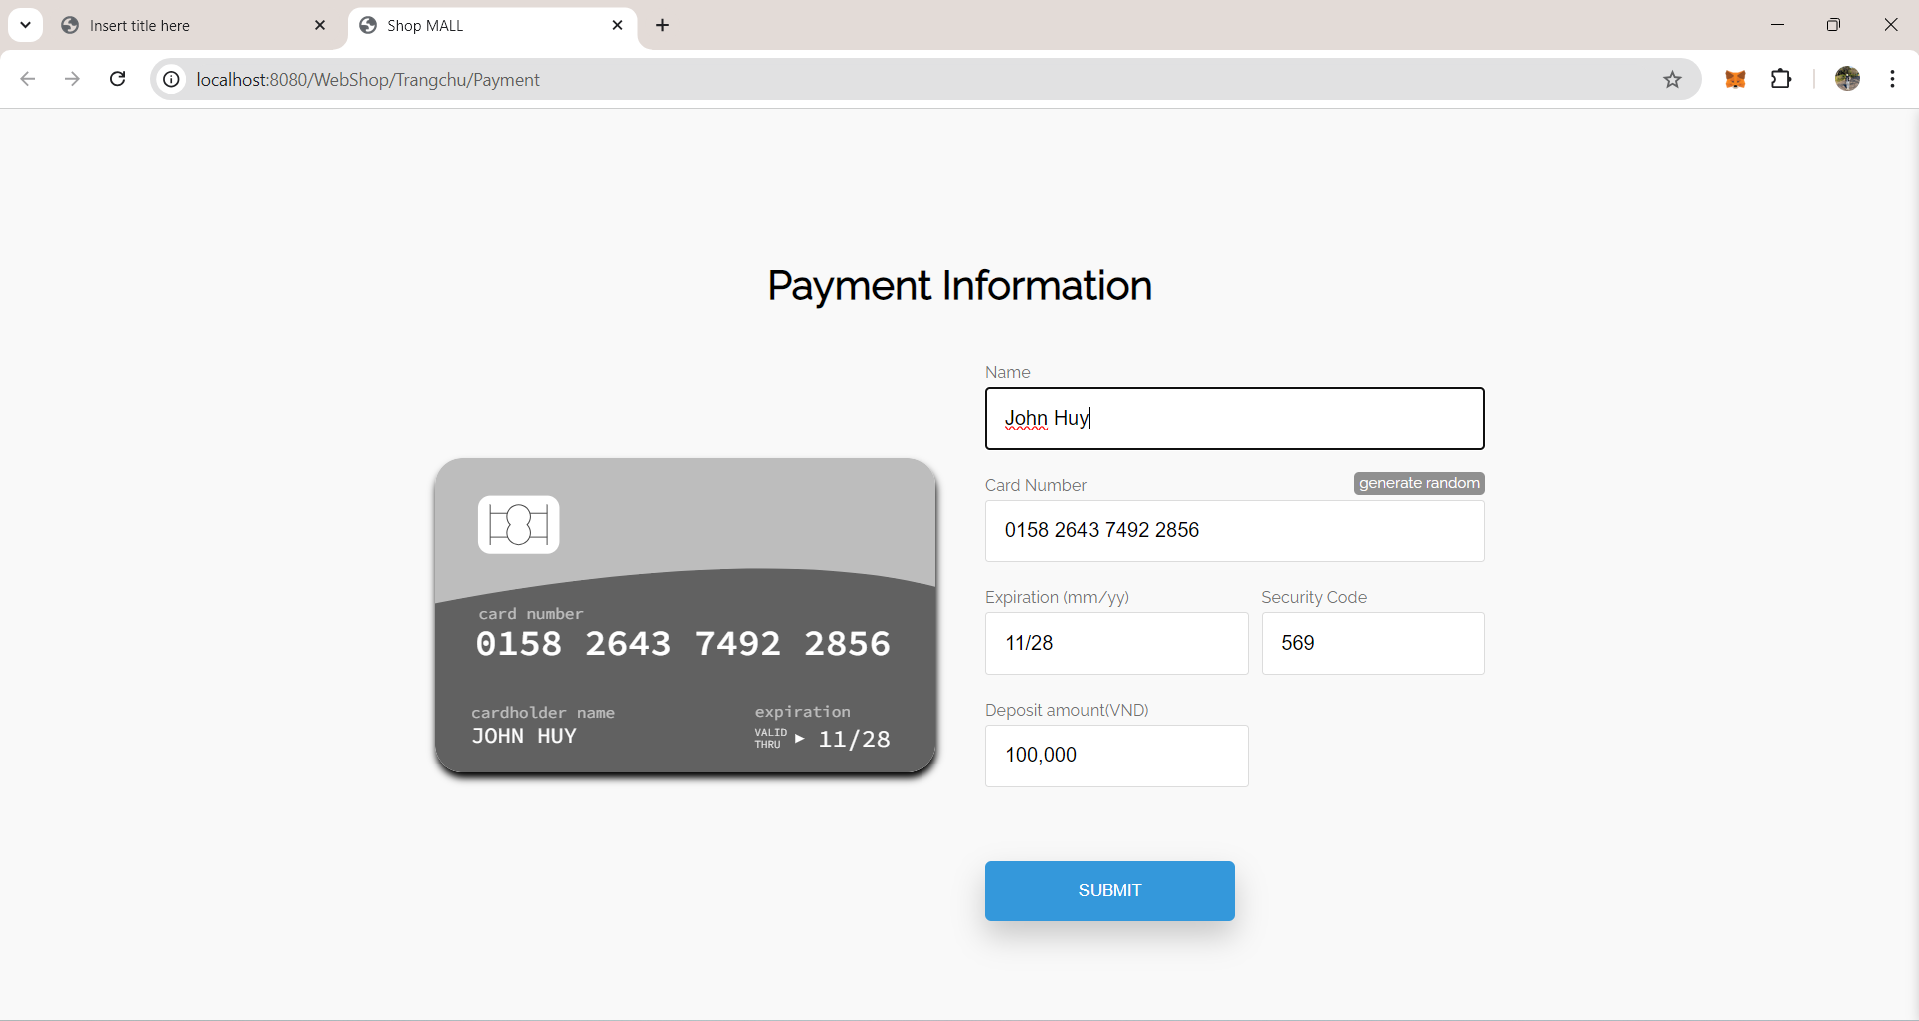 Insert title here
Shop MALL
localhost:8080/WebShop/Trangchu/Payment
Payment Information
Name
John Huy
Card Number
generate random
0158 2643 7492 2856
Expiration (mm/yy)
Security Code
11/28
569
Deposit amount(VND)
100,000
SUBMIT
card number
0158 2643 7492 2856
cardholder name
JOHN HUY
expiration
VALID
THRU
11/28